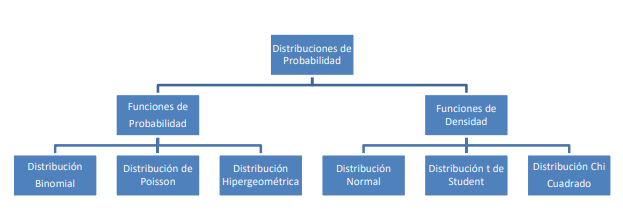 Distribuciones de
Probabilidad
Funciones de
Probabilidad
Funciones de
Densidad
Distribución
Binomial
Distribución de
Poisson
Distribución
Hipergeométrica
Distribución
Normal
Distribución t de
Student
Distribución Chi
Cuadrado